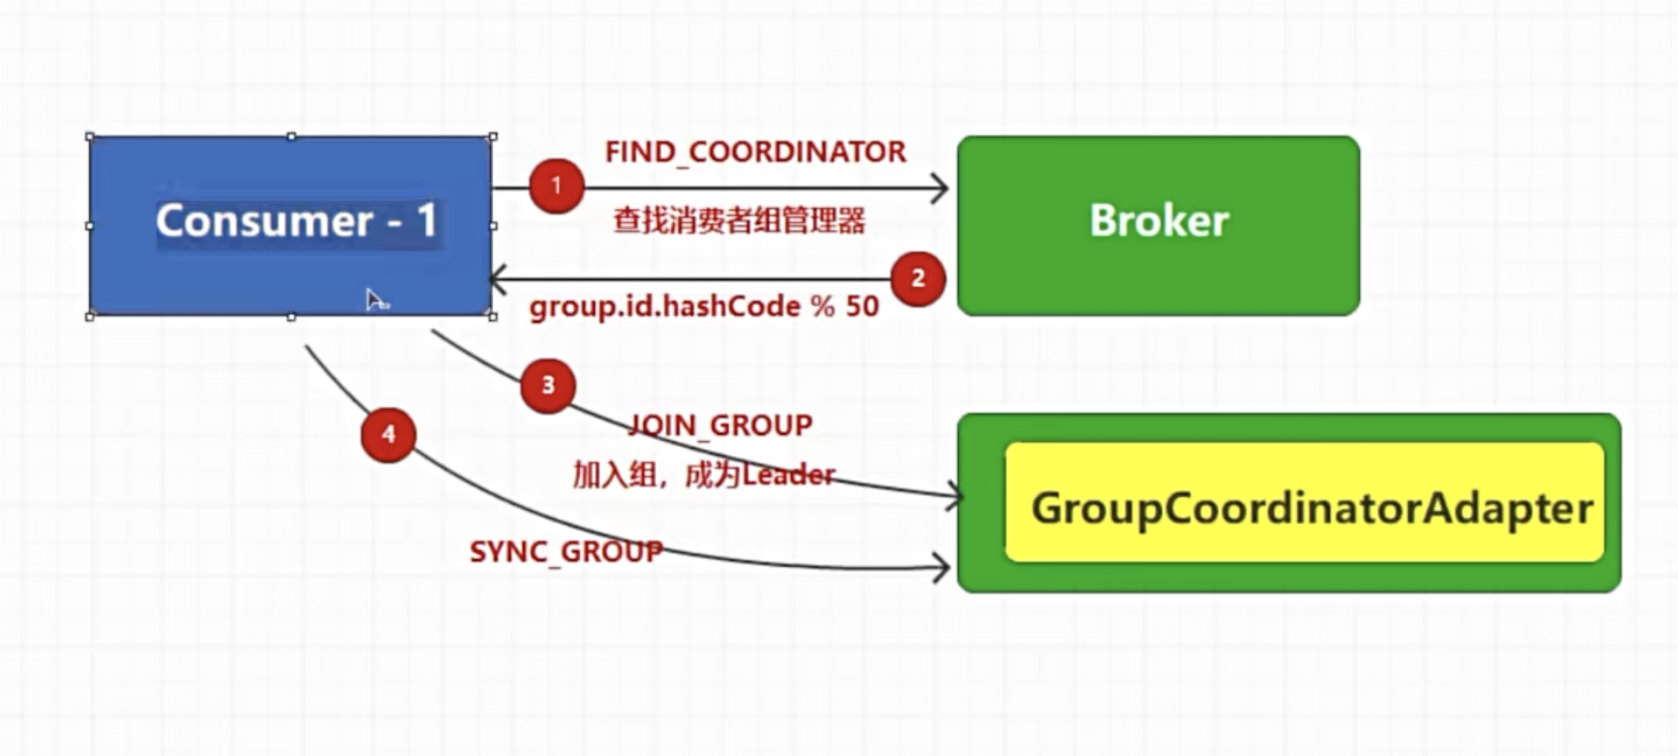 FIND_COORDINATOR
1
查找消费者组管理器
Consumer - 1
Broker
2
group.id.hashCode % 50
3
JOIN_GROUP
4
加入组，成为Leader
GroupCoordinatorAdapter
SYNC_GROUP